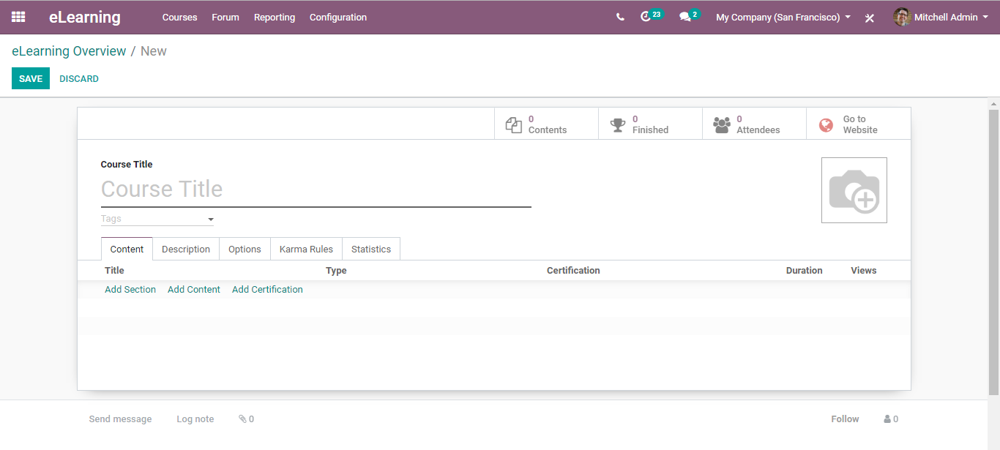 eLearning Courses Forum Reporting Configuration 23 2 My Company (San Francisco) Mitchell Admin
eLearning Overview / New
SAVE DISCARD
0
Contents
0
Finished
0
Attendees
Go to
Website
Course Title
Course Title
Tags
Content Description Options Karma Rules Statistics
Title Type Certification Duration Views
Add Section Add Content Add Certification
Send message Log note 0 Follow 0